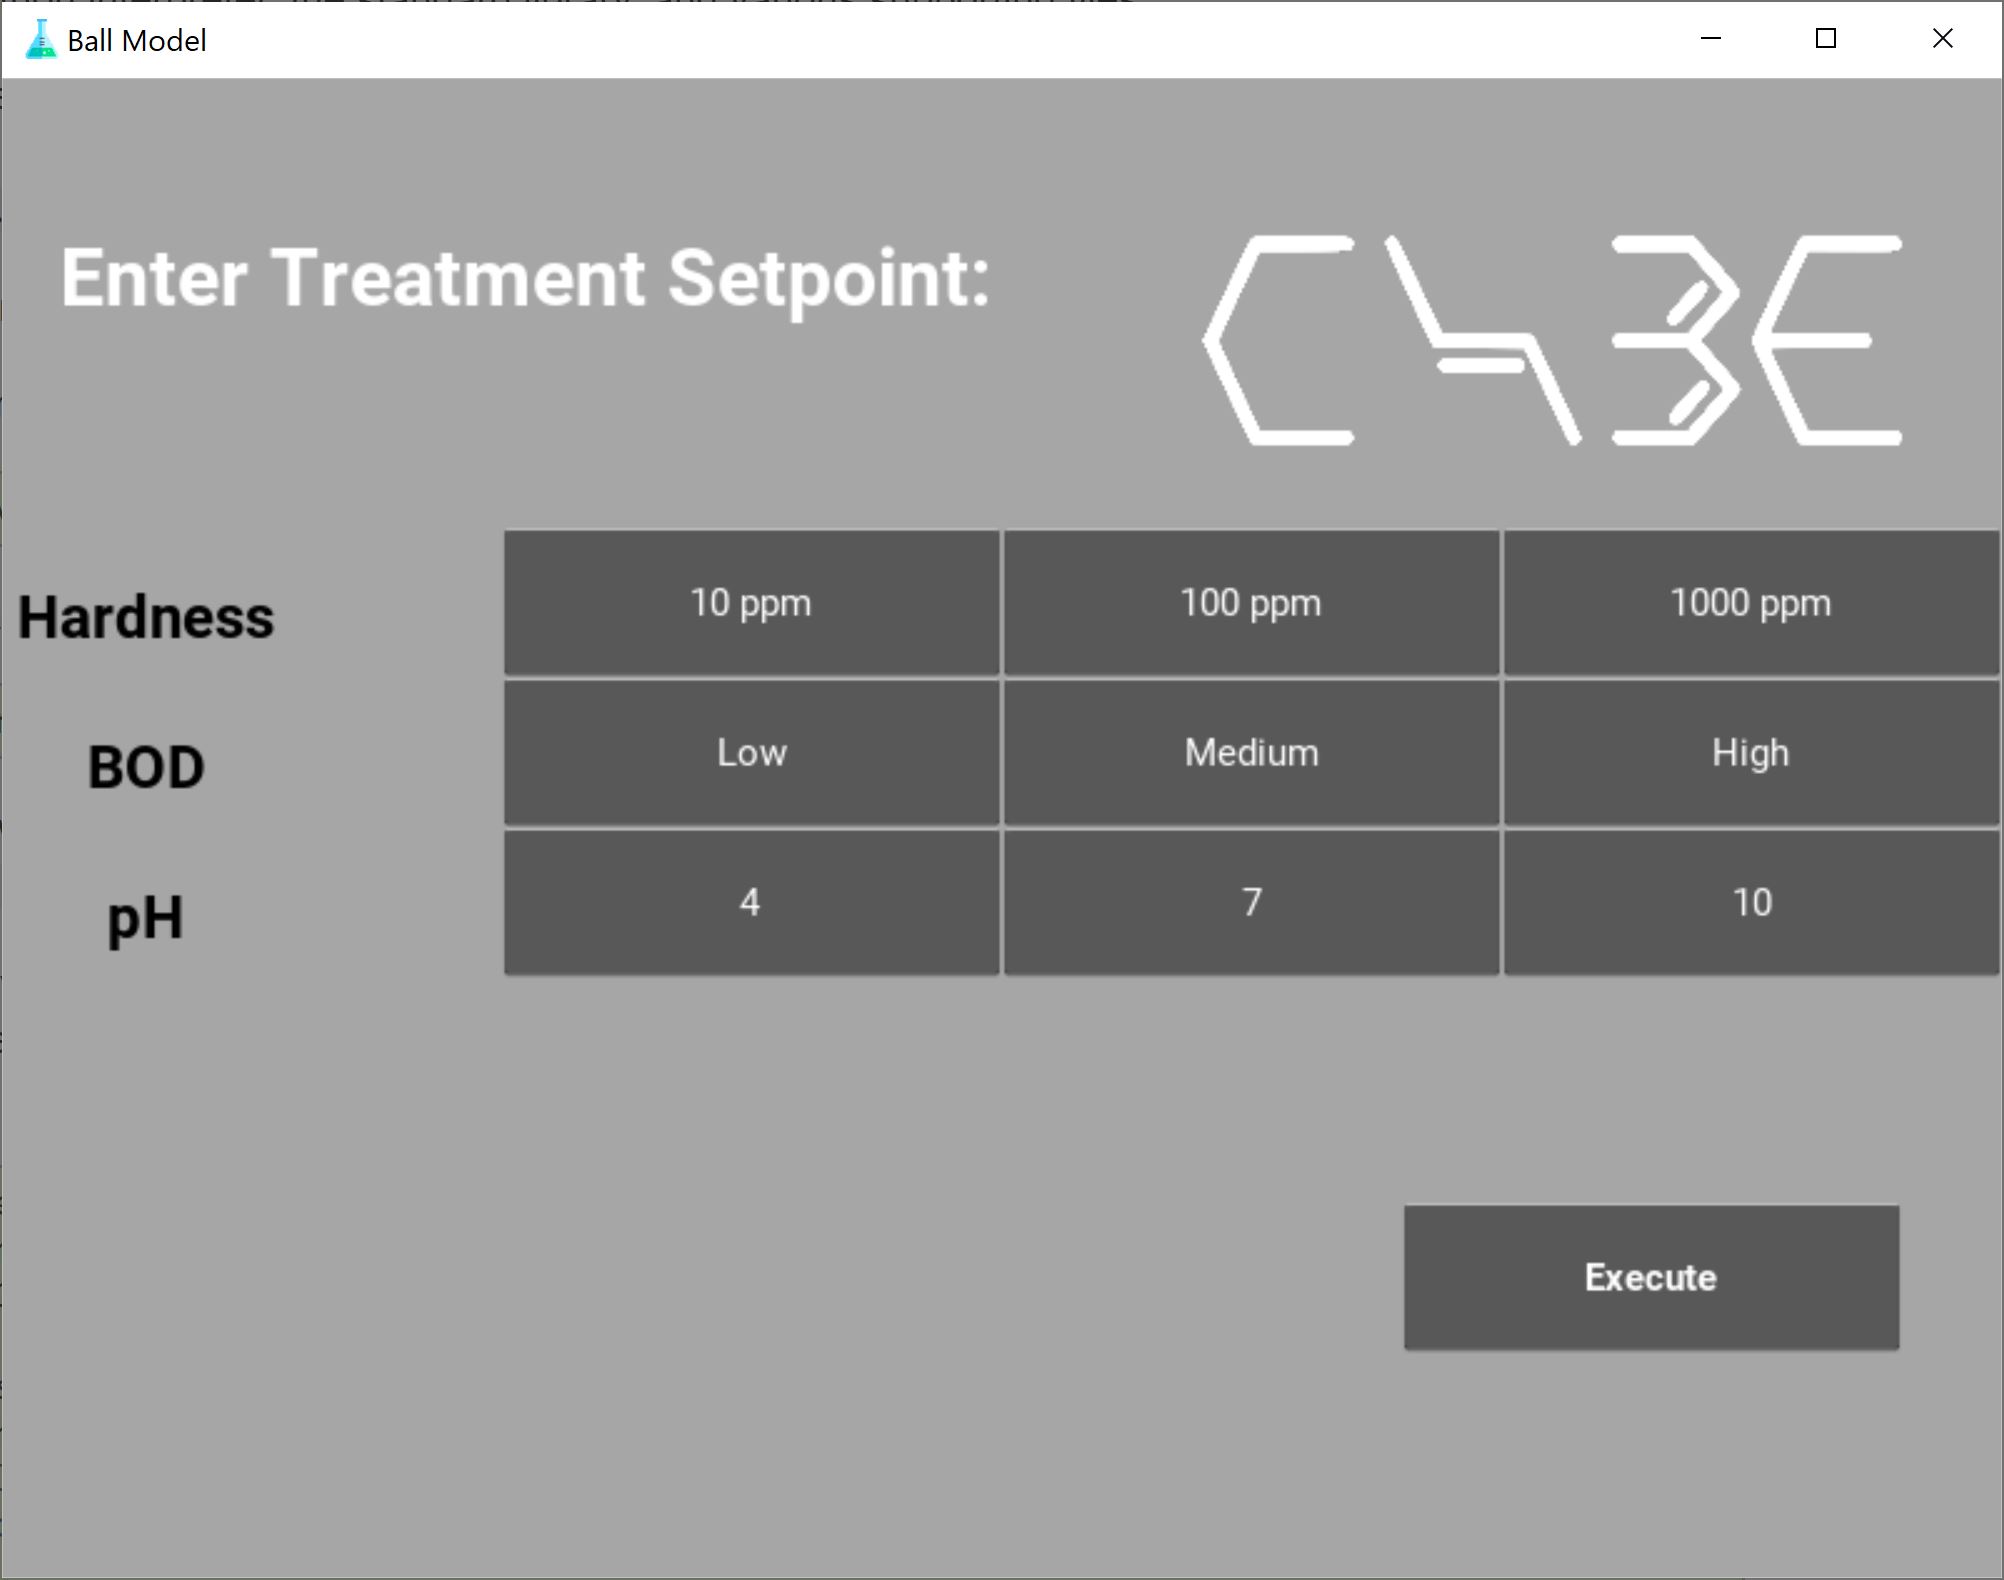 Ball Model
Enter Treatment Setpoint:
Hardness 10 ppm 100 ppm 1000 ppm
BOD Low Medium High
pH 4 7 10
Execute